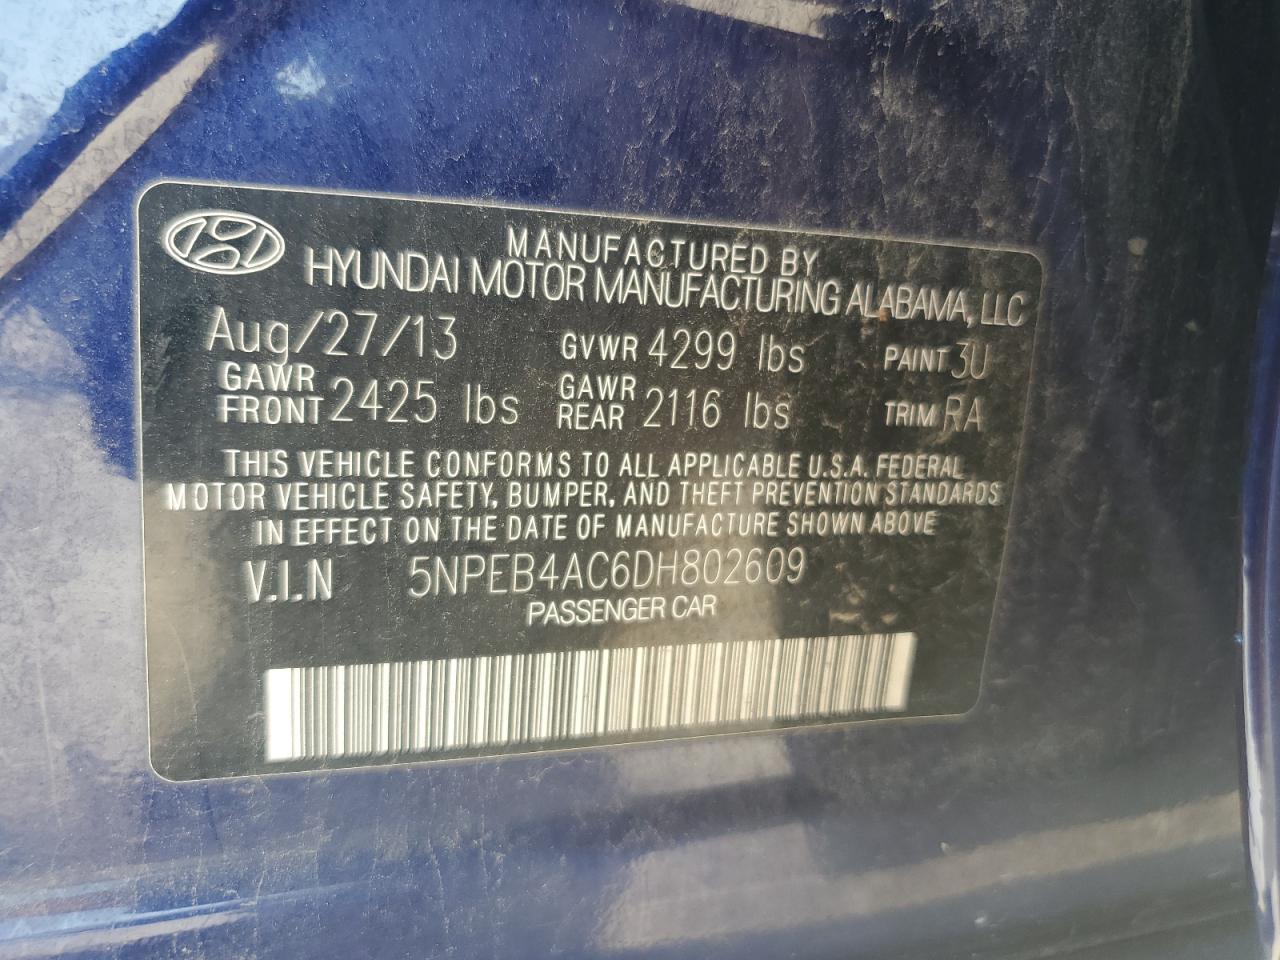 MANUFACTURED BY
HYUNDAI MOTOR MANUFACTURING ALABAMA, LLC
Aug/27/13 GVWR 4299 lbs PAINT 3U
GAWR FRONT 2425 lbs GAWR REAR 2116 lbs TRIM RA
THIS VEHICLE CONFORMS TO ALL APPLICABLE U.S.A. FEDERAL
MOTOR VEHICLE SAFETY, BUMPER, AND THEFT PREVENTION STANDARDS
IN EFFECT ON THE DATE OF MANUFACTURE SHOWN ABOVE
V.I.N 5NPEB4AC6DH802609
PASSENGER CAR